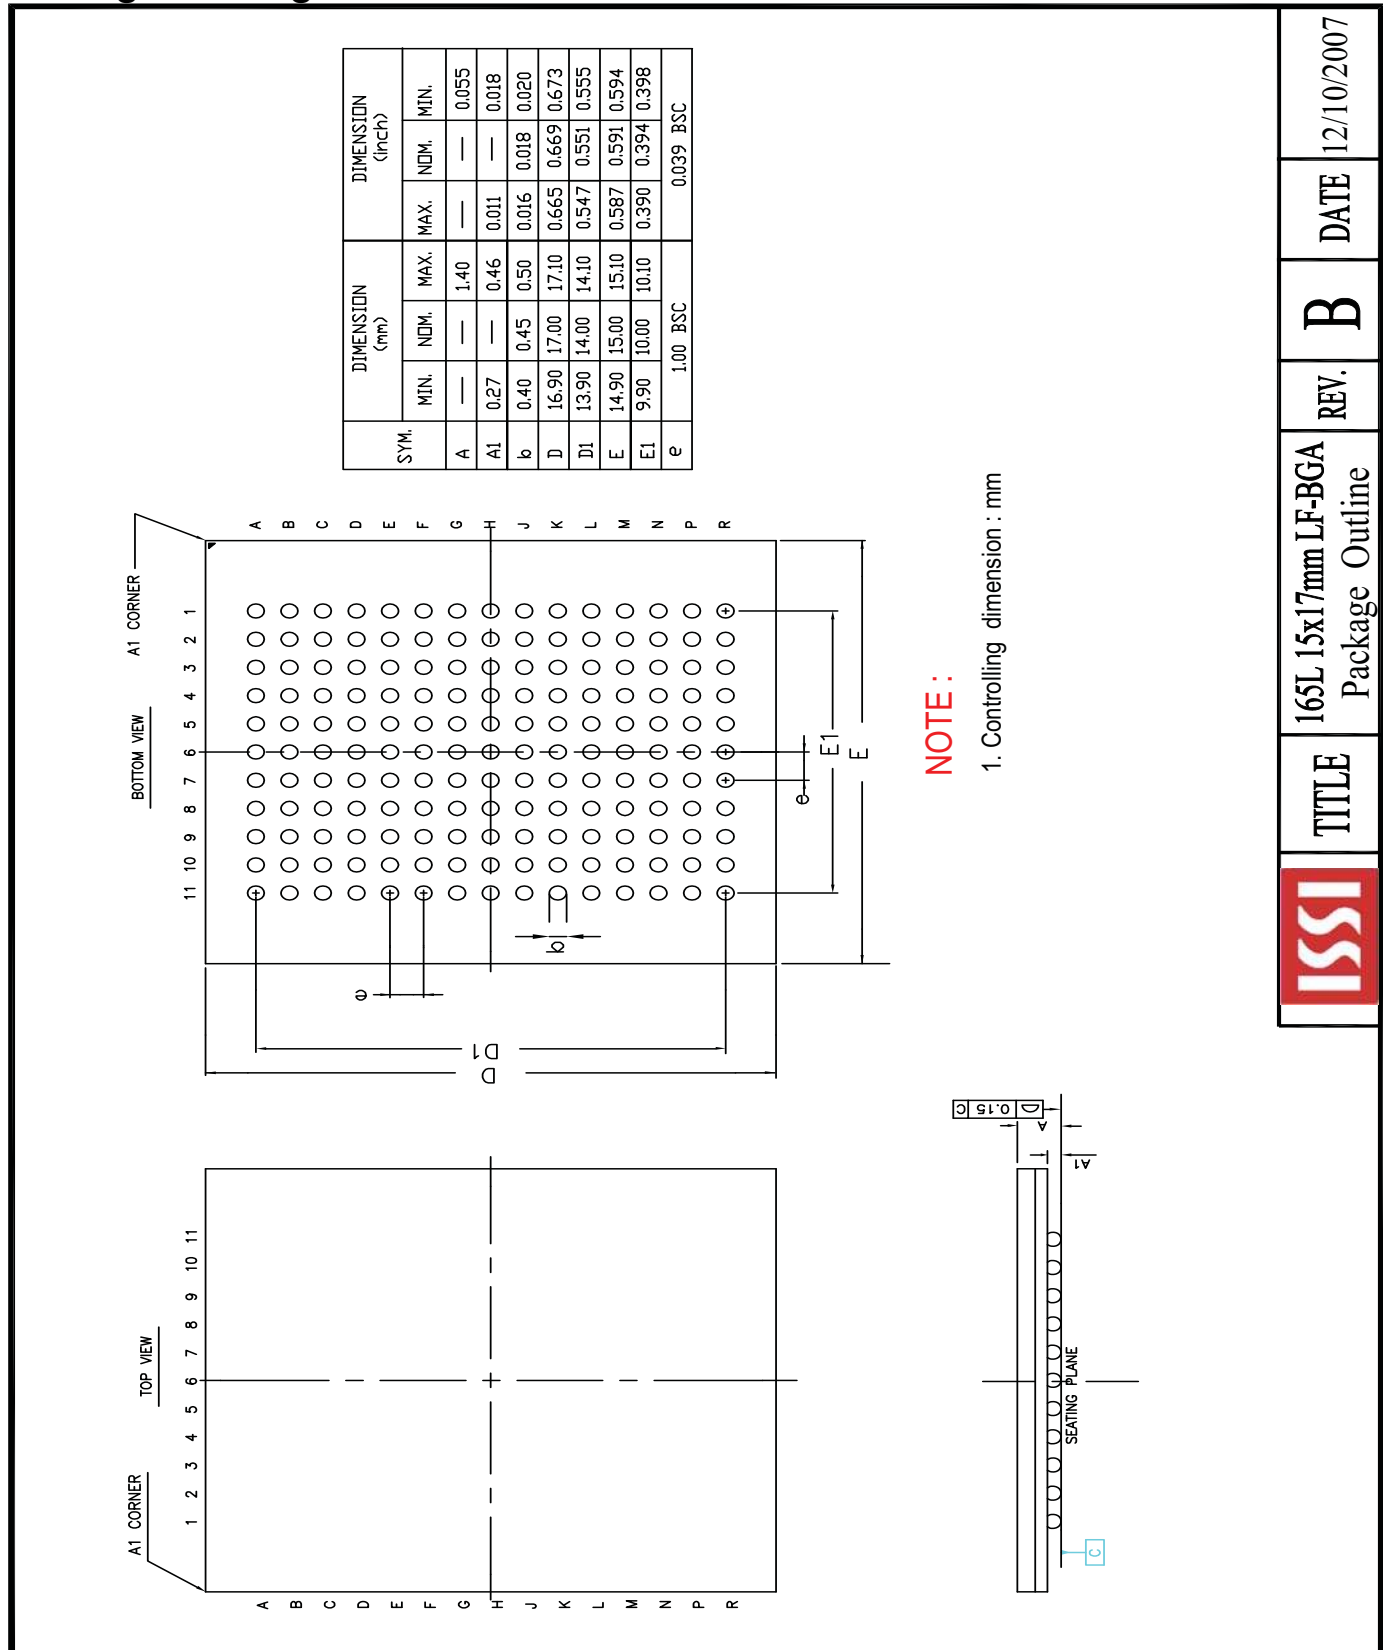 TOP VIEW
A1 CORNER
1 2 3 4 5 6 7 8 9 10 11
A
B
C
D
E
F
G
H
J
K
L
M
N
P
R
BOTTOM VIEW
A1 CORNER
11 10 9 8 7 6 5 4 3 2 1
A
B
C
D
E
F
G
H
J
K
L
M
N
P
R
e
D1
D
b
e
E1
E
SYM. DIMENSION (mm) DIMENSION (inch)
MIN. NOM. MAX. MAX. NOM. MIN.
A — — 1.40 — — 0.055
A1 0.27 — 0.46 0.011 — 0.018
b 0.40 0.45 0.50 0.016 0.018 0.020
D 16.90 17.00 17.10 0.665 0.669 0.673
D1 13.90 14.00 14.10 0.547 0.551 0.555
E 14.90 15.00 15.10 0.587 0.591 0.594
E1 9.90 10.00 10.10 0.390 0.394 0.398
e 1.00 BSC 0.039 BSC
NOTE :
1. Controlling dimension : mm
C 0.15
A
A1
SEATING PLANE
C
ISSI
TITLE
165L 15x17mm LF-BGA
Package Outline
REV.
B
DATE
12/10/2007